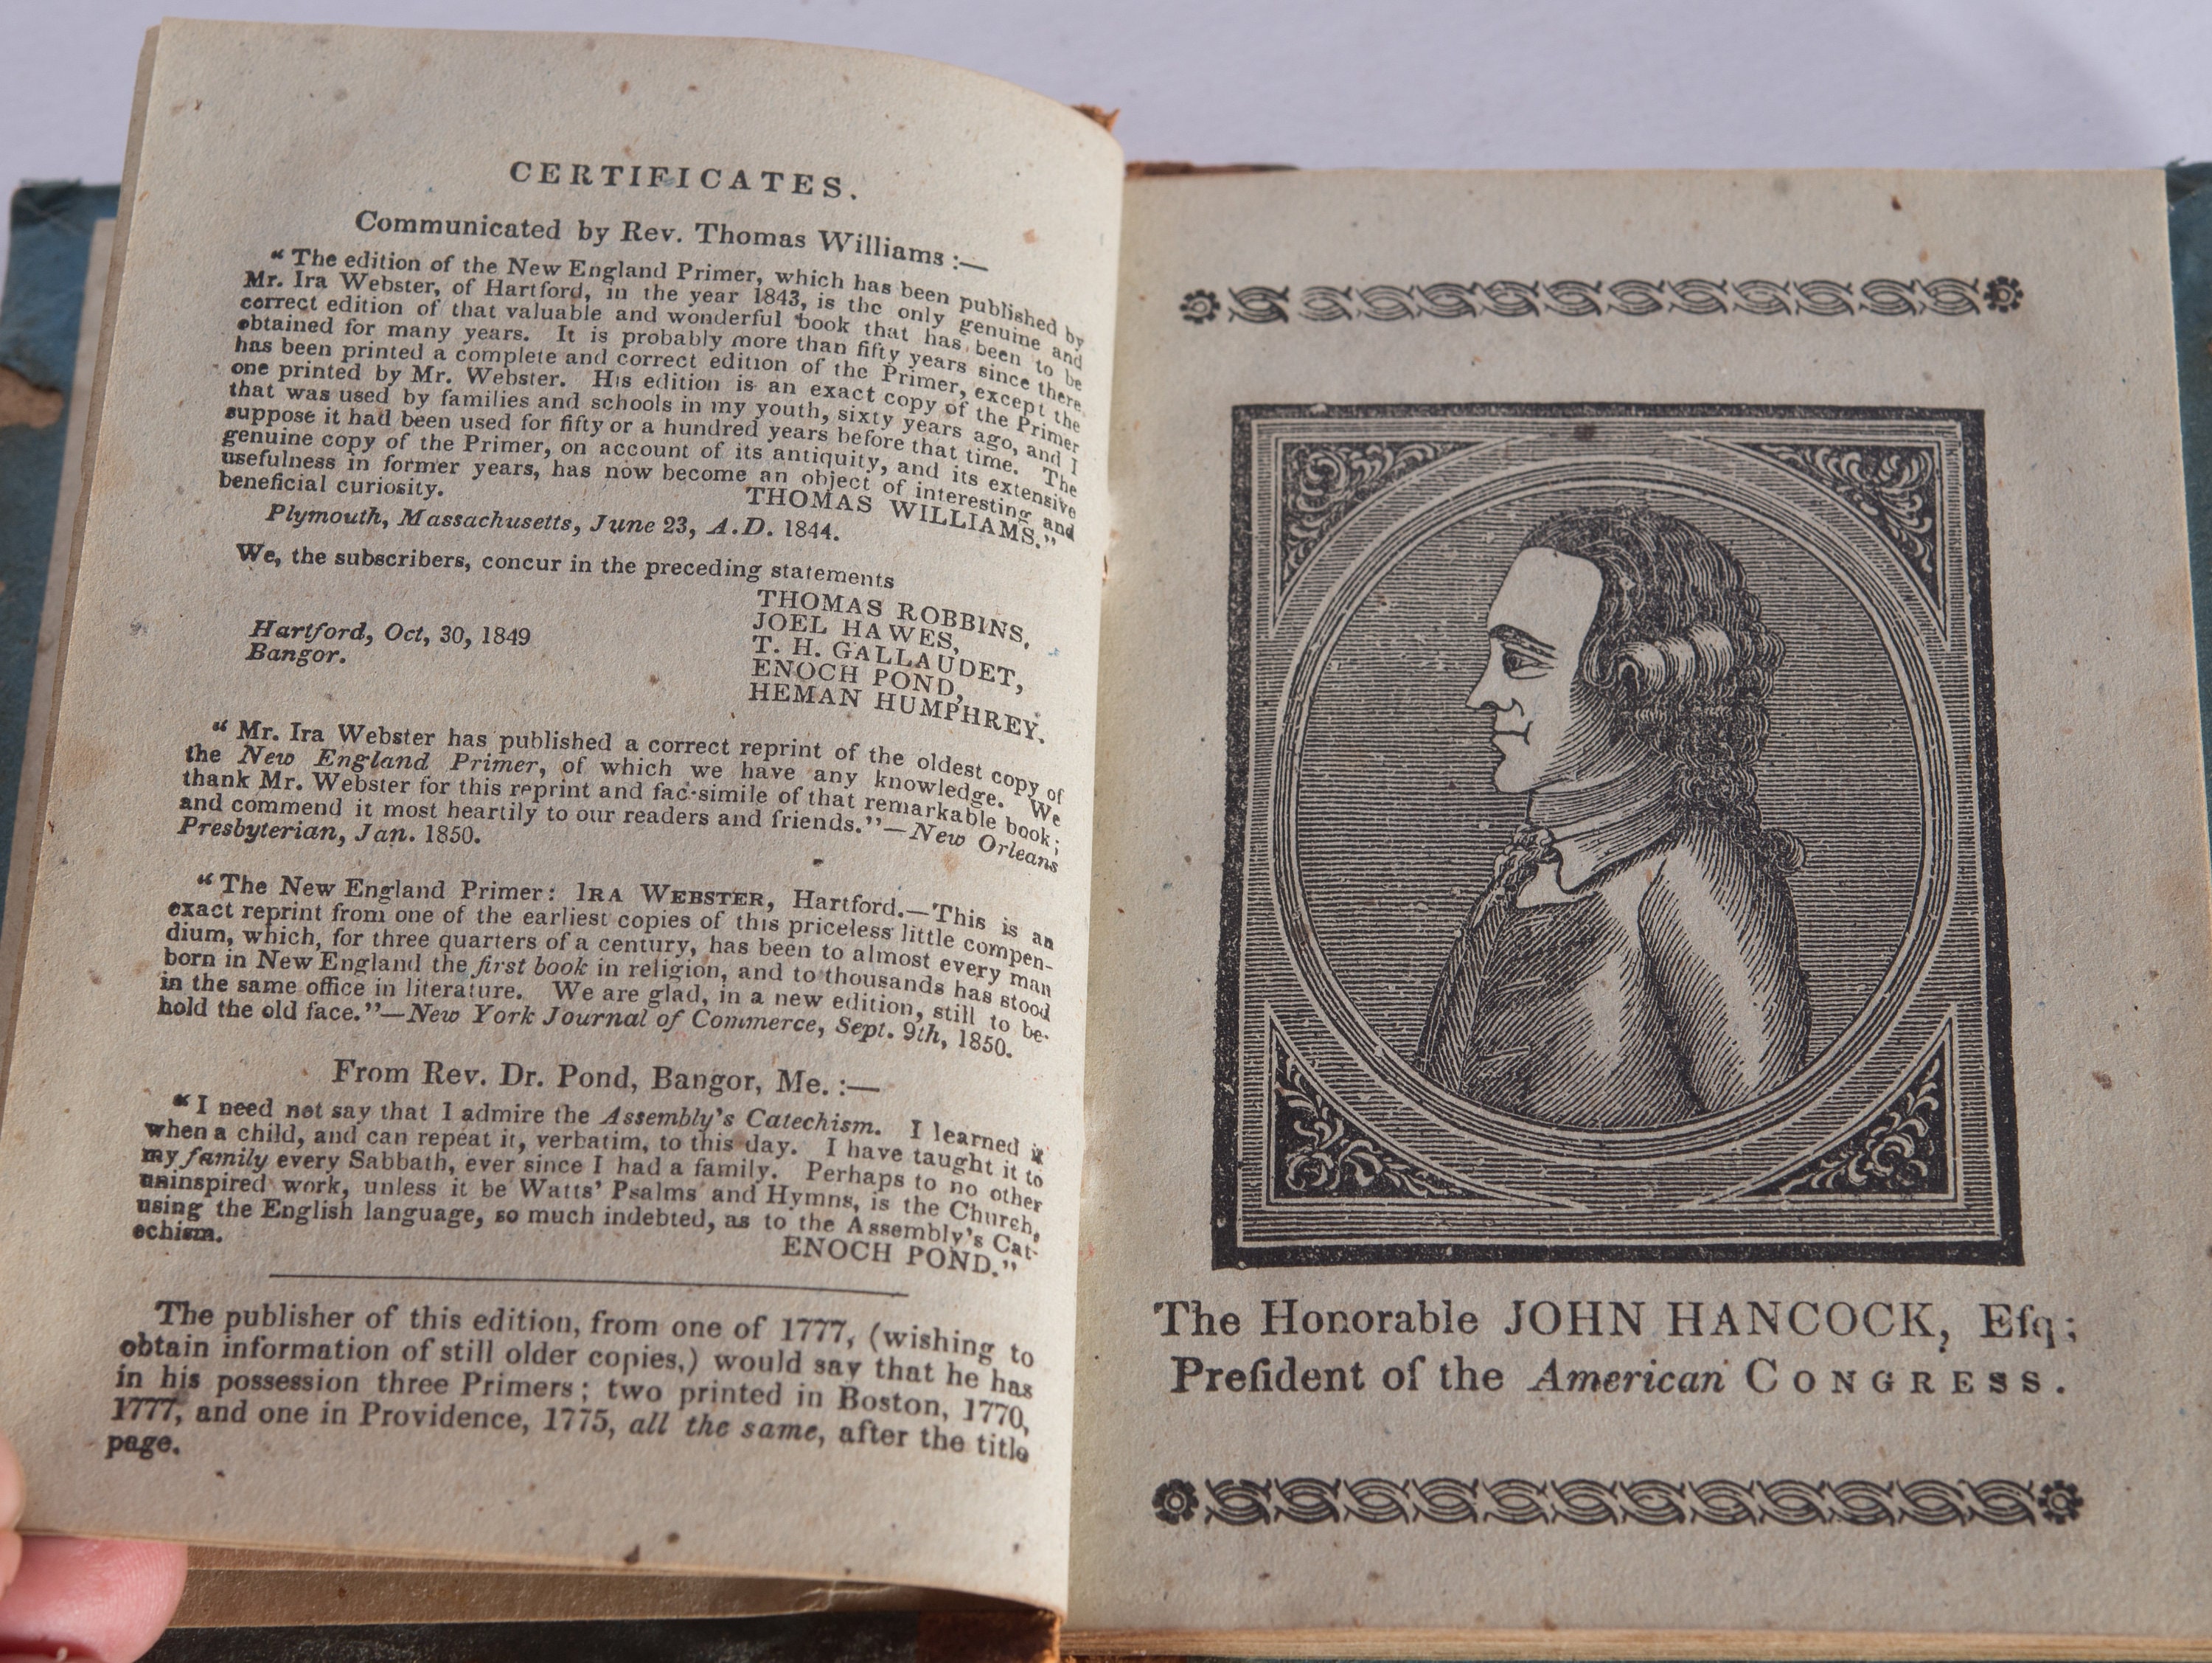 CERTIFICATES.
Communicated by Rev. Thomas Williams :—
“ The edition of the New England Primer, which has been published by
Mr. Ira Webster, of Hartford, in the year 1843, is the only genuine and
correct edition of that valuable and wonderful book that has been to be
obtained for many years. It is probably more than fifty years since there
has been printed a complete and correct edition of the Primer, except the
one printed by Mr. Webster. His edition is an exact copy of the Primer
that was used by families and schools in my youth, sixty years ago, and I
suppose it had been used for fifty or a hundred years before that time. The
genuine copy of the Primer, on account of its antiquity, and its extensive
usefulness in former years, has now become an object of interesting and
beneficial curiosity. THOMAS WILLIAMS.”
Plymouth, Massachusetts, June 23, A.D. 1844.
We, the subscribers, concur in the preceding statements
THOMAS ROBBINS,
JOEL HAWES,
T. H. GALLAUDET,
ENOCH POND,
HEMAN HUMPHREY.
Hartford, Oct, 30, 1849
Bangor.
“ Mr. Ira Webster has published a correct reprint of the oldest copy of
the New England Primer, of which we have any knowledge. We
thank Mr. Webster for this reprint and fac-simile of that remarkable book;
and commend it most heartily to our readers and friends.”—New Orleans
Presbyterian, Jan. 1850.
“ The New England Primer: IRA WEBSTER, Hartford.—This is an
exact reprint from one of the earliest copies of this priceless little compen-
dium, which, for three quarters of a century, has been to almost every man
born in New England the first book in religion, and to thousands has stood
in the same office in literature. We are glad, in a new edition, still to be-
hold the old face.”—New York Journal of Commerce, Sept. 9th, 1850.
From Rev. Dr. Pond, Bangor, Me. :—
“ I need not say that I admire the Assembly's Catechism. I learned it
when a child, and can repeat it, verbatim, to this day. I have taught it to
my family every Sabbath, ever since I had a family. Perhaps to no other
uninspired work, unless it be Watts' Psalms and Hymns, is the Church,
using the English language, so much indebted, as to the Assembly's Cat-
echism. ENOCH POND.”
The publisher of this edition, from one of 1777, (wishing to
obtain information of still older copies,) would say that he has
in his possession three Primers; two printed in Boston, 1770,
1777, and one in Providence, 1775, all the same, after the title
page.
The Honorable JOHN HANCOCK, Eſq;
Preſident of the American CONGRESS.